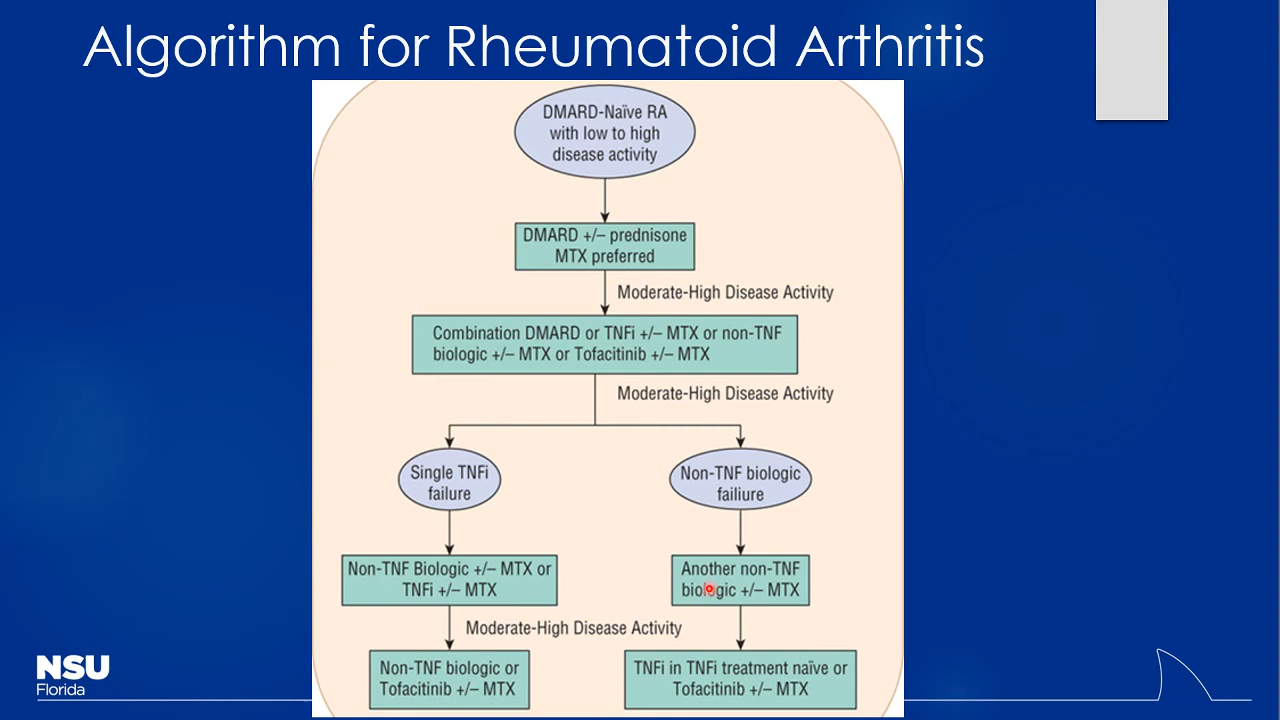 Algorithm for Rheumatoid Arthritis
DMARD-Naïve RA
with low to high
disease activity
DMARD +/– prednisone
MTX preferred
Moderate-High Disease Activity
Combination DMARD or TNFi +/– MTX or non-TNF
biologic +/– MTX or Tofacitinib +/– MTX
Moderate-High Disease Activity
Single TNFi
failure
Non-TNF biologic
failiure
Non-TNF Biologic +/– MTX or
TNFi +/– MTX
Another non-TNF
biologic +/– MTX
Moderate-High Disease Activity
Non-TNF biologic or
Tofacitinib +/– MTX
TNFi in TNFi treatment naïve or
Tofacitinib +/– MTX
NSU
Florida